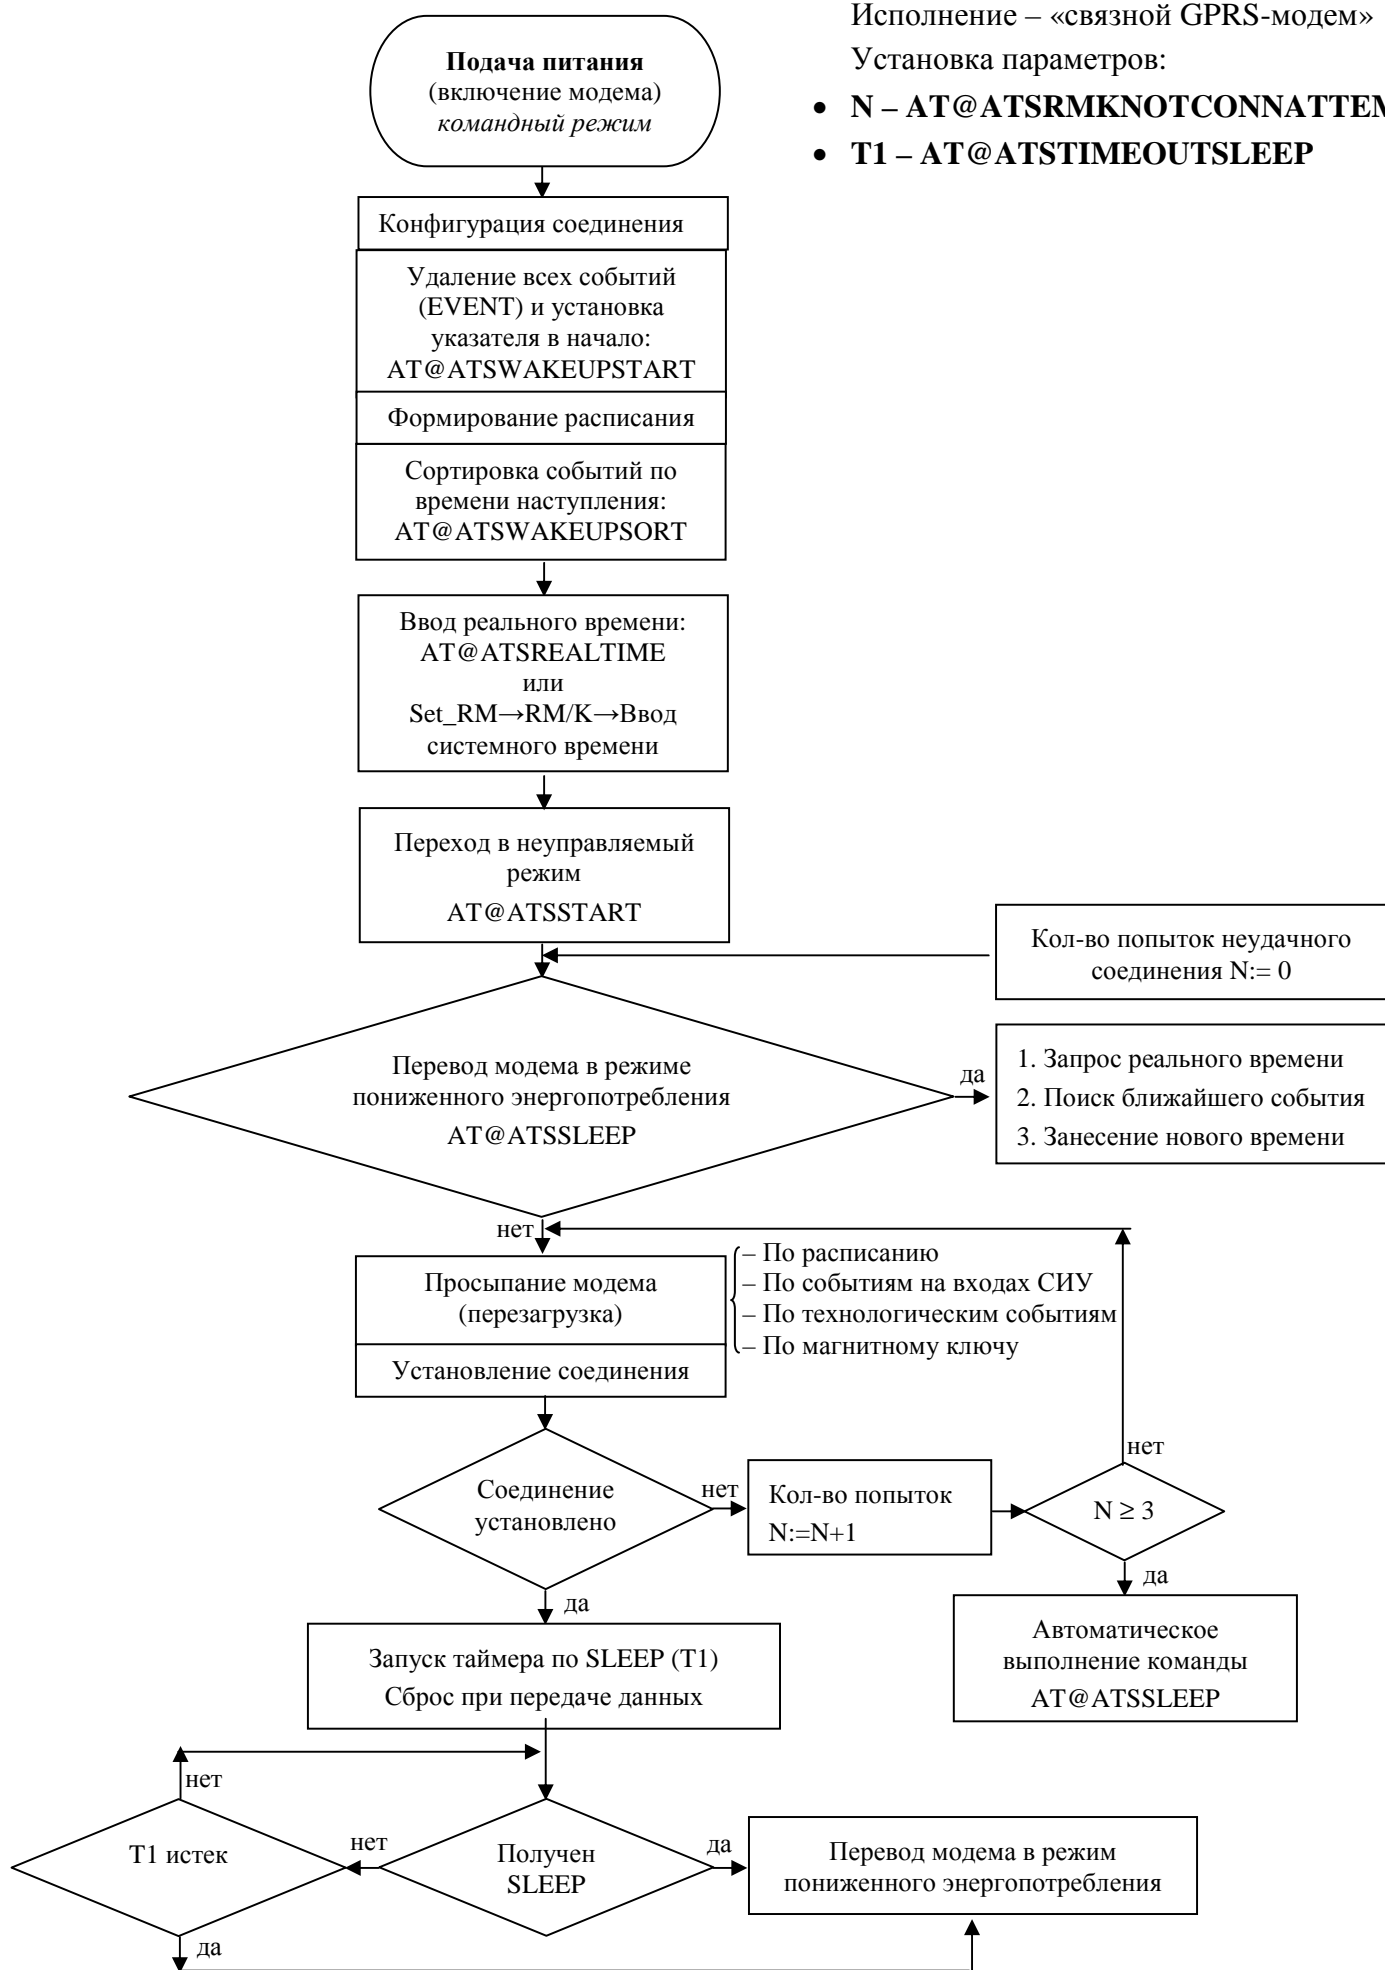 Исполнение – «связной GPRS-модем»
Установка параметров:
• N – AT@ATSRMKNOTCONNATTEM
• T1 – AT@ATSTIMEOUTSLEEP
Подача питания
(включение модема)
командный режим
Конфигурация соединения
Удаление всех событий
(EVENT) и установка
указателя в начало:
AT@ATSWAKEUPSTART
Формирование расписания
Сортировка событий по
времени наступления:
AT@ATSWAKEUPSORT
Ввод реального времени:
AT@ATSREALTIME
или
Set_RM→RM/K→Ввод
системного времени
Переход в неуправляемый
режим
AT@ATSSTART
Кол-во попыток неудачного
соединения N:= 0
Перевод модема в режиме
пониженного энергопотребления
AT@ATSSLEEP
да
1. Запрос реального времени
2. Поиск ближайшего события
3. Занесение нового времени
нет
Просыпание модема
(перезагрузка)
– По расписанию
– По событиям на входах СИУ
– По технологическим событиям
– По магнитному ключу
Установление соединения
Соединение
установлено
нет
Кол-во попыток
N:=N+1
N ≥ 3
нет
да
Автоматическое
выполнение команды
AT@ATSSLEEP
да
Запуск таймера по SLEEP (T1)
Сброс при передаче данных
нет
T1 истек
нет
Получен
SLEEP
да
Перевод модема в режим
пониженного энергопотребления
да